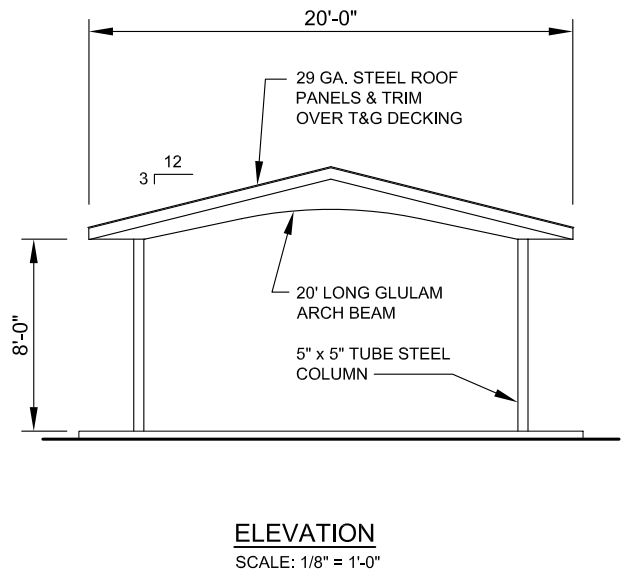 20'-0"
29 GA. STEEL ROOF
PANELS & TRIM
OVER T&G DECKING
12
3
8'-0"
20' LONG GLULAM
ARCH BEAM
5" x 5" TUBE STEEL
COLUMN
ELEVATION
SCALE: 1/8" = 1'-0"